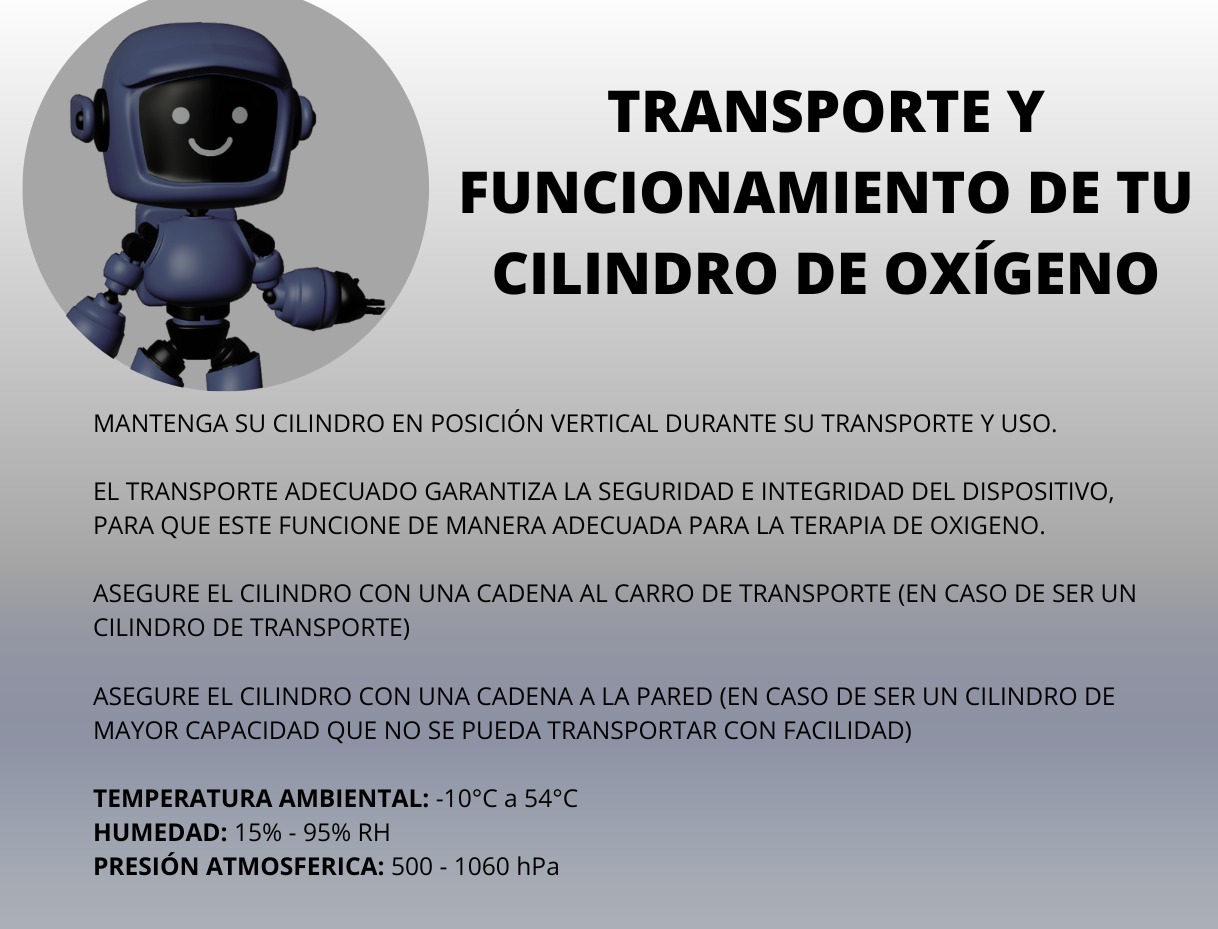 TRANSPORTE Y
FUNCIONAMIENTO DE TU
CILINDRO DE OXÍGENO
MANTENGA SU CILINDRO EN POSICIÓN VERTICAL DURANTE SU TRANSPORTE Y USO.
EL TRANSPORTE ADECUADO GARANTIZA LA SEGURIDAD E INTEGRIDAD DEL DISPOSITIVO,
PARA QUE ESTE FUNCIONE DE MANERA ADECUADA PARA LA TERAPIA DE OXIGENO.
ASEGURE EL CILINDRO CON UNA CADENA AL CARRO DE TRANSPORTE (EN CASO DE SER UN
CILINDRO DE TRANSPORTE)
ASEGURE EL CILINDRO CON UNA CADENA A LA PARED (EN CASO DE SER UN CILINDRO DE
MAYOR CAPACIDAD QUE NO SE PUEDA TRANSPORTAR CON FACILIDAD)
TEMPERATURA AMBIENTAL: -10°C a 54°C
HUMEDAD: 15% - 95% RH
PRESIÓN ATMOSFERICA: 500 - 1060 hPa